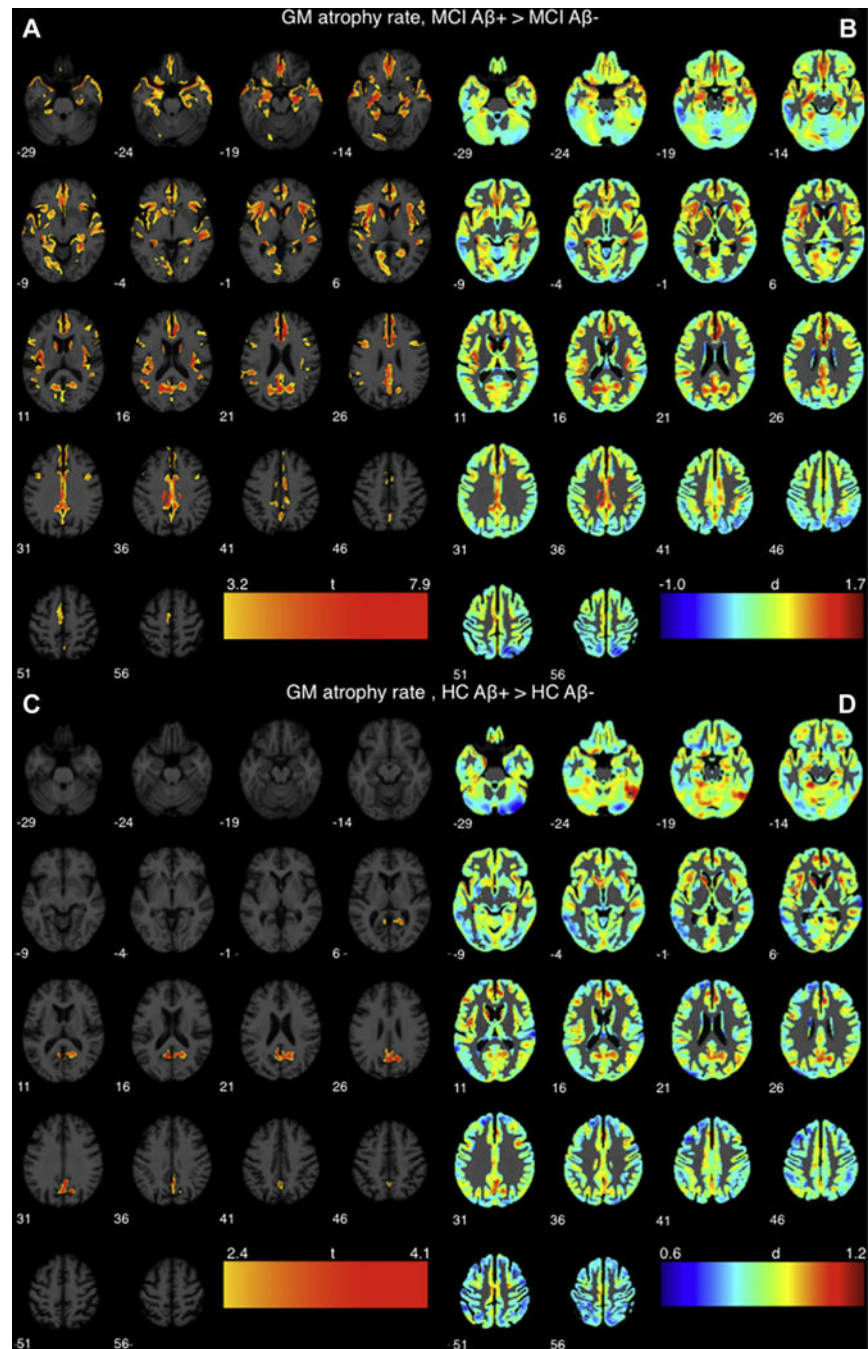 A GM atrophy rate, MCI Aβ+ > MCI Aβ- B
-29 -24 -19 -14 -29 -24 -19 -14
-9 -4 -1 6 -9 -4 -1 6
11 16 21 26 11 16 21 26
31 36 41 46 31 36 41 46
3.2 t 7.9 -1.0 d 1.7
51 56 51 56
C GM atrophy rate , HC Aβ+ > HC Aβ- D
-29 -24 -19 -14 -29 -24 -19 -14
-9 -4 -1 6- -9 -4 -1 6
11 16 21 26 11 16 21 26
31 36 41 46 31 36 41 46
2.4 t 4.1 0.6 d 1.2
-51 56- -51 56